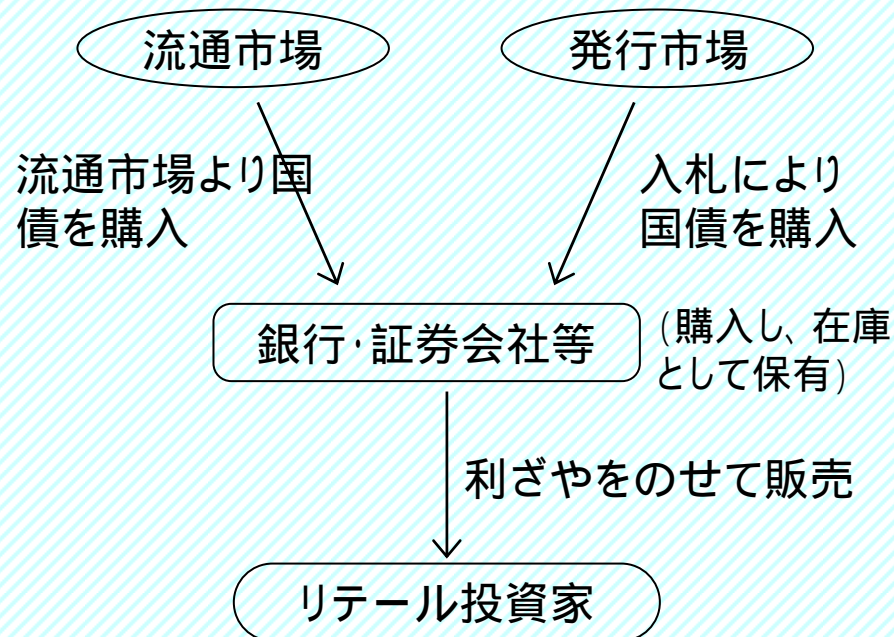 流通市場
発行市場
流通市場より国
債を購入
入札により
国債を購入
銀行・証券会社等
(購入し、在庫
として保有)
利ざやをのせて販売
リテール投資家